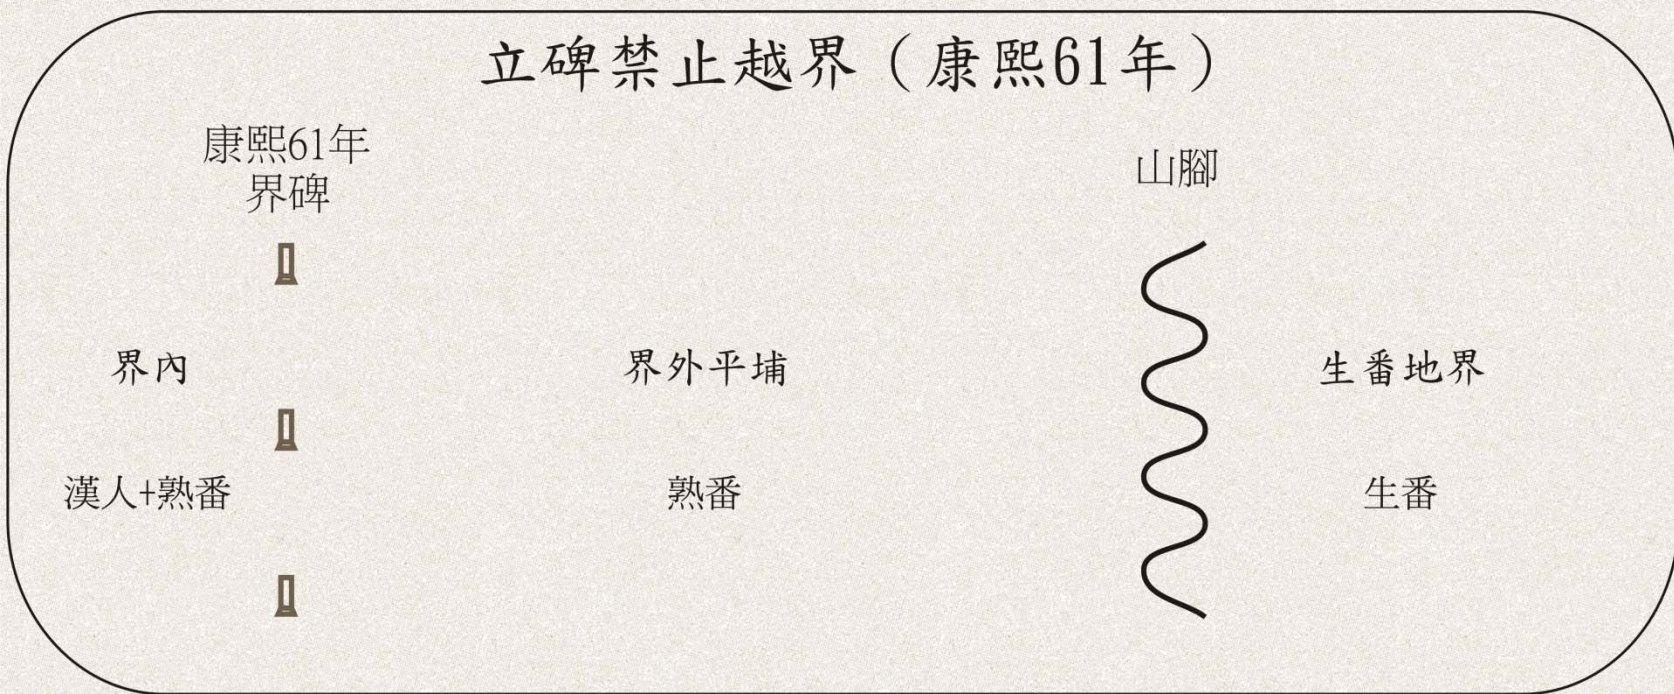 立碑禁止越界（康熙61年）
康熙61年
界碑
山腳
界內
界外平埔
生番地界
漢人+熟番
熟番
生番